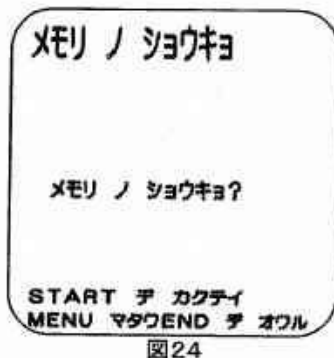 メモリ ノ ショウキョ
メモリ ノ ショウキョ?
START デ カクテイ
MENU マタワEND デ オワル
図24